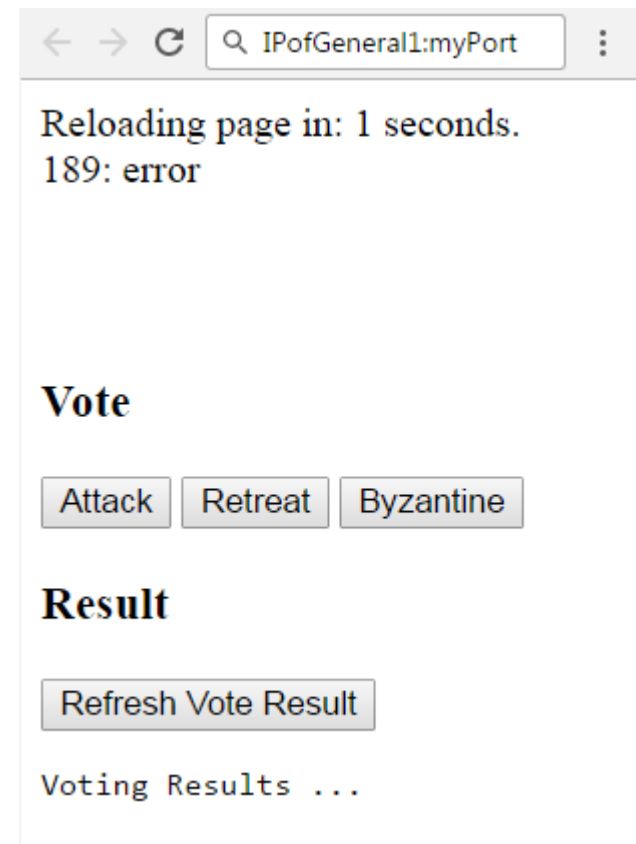 IPofGeneral1:myPort
Reloading page in: 1 seconds.
189: error
Vote
Attack Retreat Byzantine
Result
Refresh Vote Result
Voting Results ...